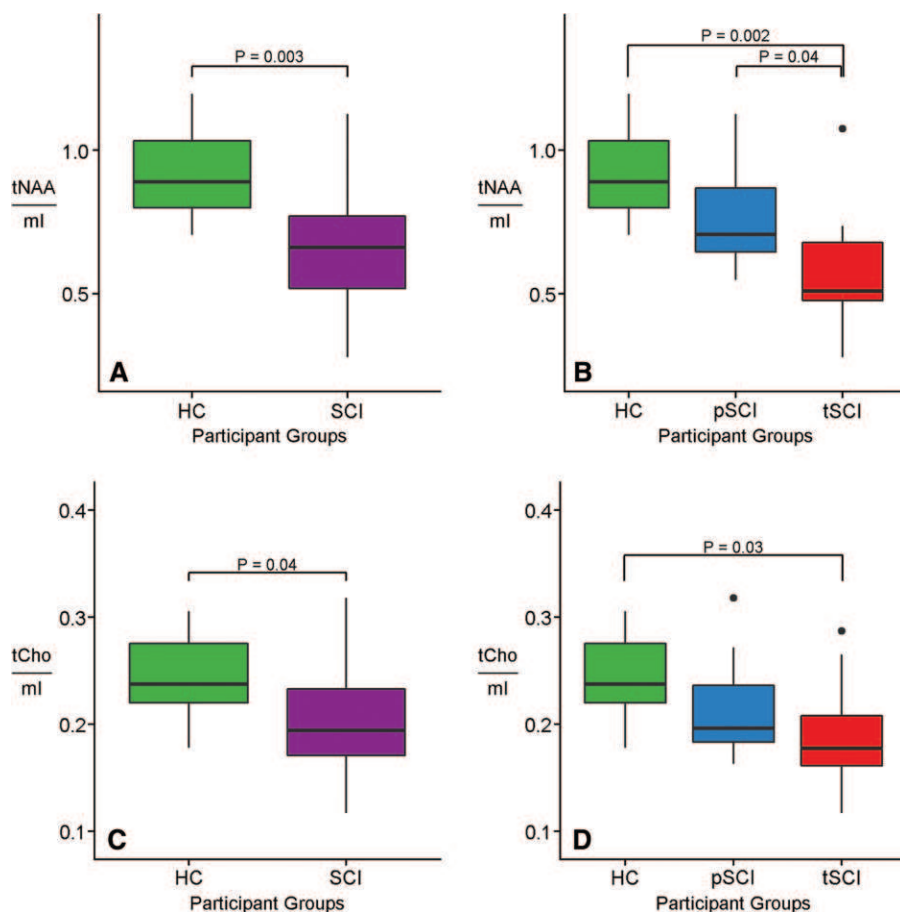 P = 0.003
1.0
0.5
tNAA
ml
A
HC SCI
Participant Groups
P = 0.002
P = 0.04
1.0
0.5
tNAA
ml
B
HC pSCI tSCI
Participant Groups
0.4
P = 0.04
0.3
tCho
ml
0.2
0.1
C
HC SCI
Participant Groups
0.4
P = 0.03
0.3
tCho
ml
0.2
0.1
D
HC pSCI tSCI
Participant Groups